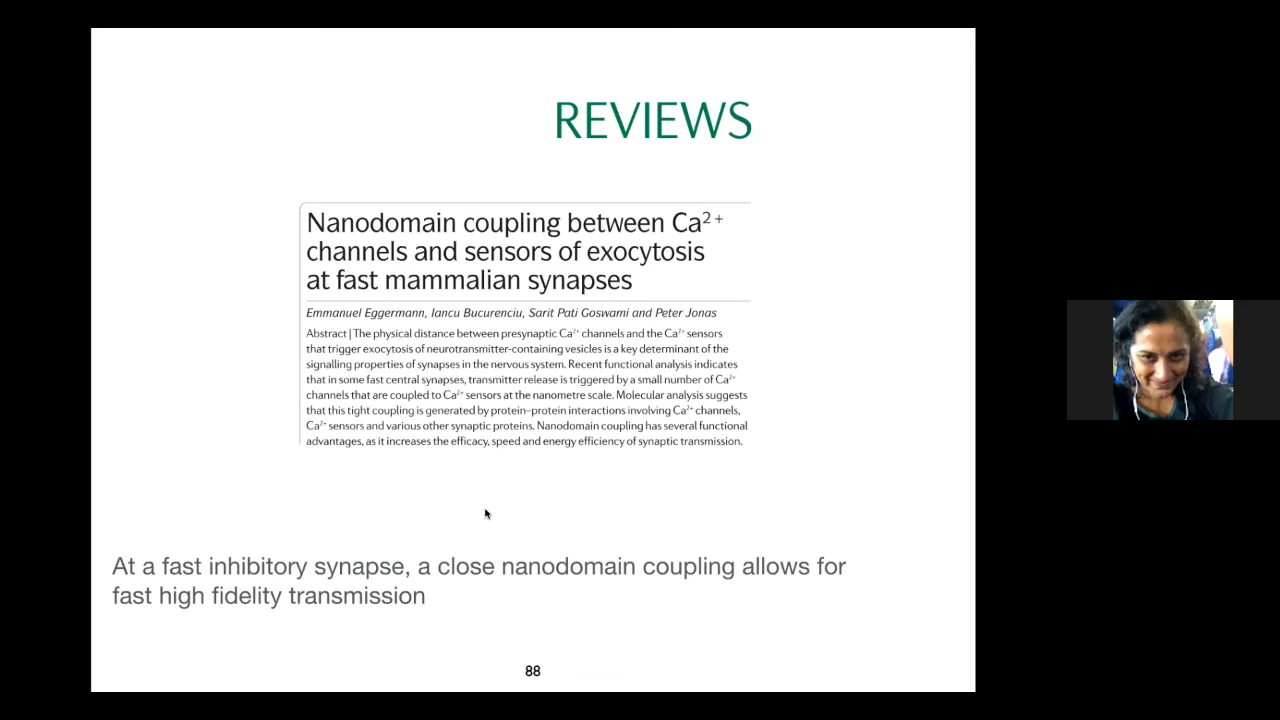 REVIEWS
Nanodomain coupling between Ca²⁺
channels and sensors of exocytosis
at fast mammalian synapses
Emmanuel Eggermann, Iancu Bucurenciu, Sarit Pati Goswami and Peter Jonas
Abstract | The physical distance between presynaptic Ca²⁺ channels and the Ca²⁺ sensors
that trigger exocytosis of neurotransmitter-containing vesicles is a key determinant of the
signalling properties of synapses in the nervous system. Recent functional analysis indicates
that in some fast central synapses, transmitter release is triggered by a small number of Ca²⁺
channels that are coupled to Ca²⁺ sensors at the nanometre scale. Molecular analysis suggests
that this tight coupling is generated by protein–protein interactions involving Ca²⁺ channels,
Ca²⁺ sensors and various other synaptic proteins. Nanodomain coupling has several functional
advantages, as it increases the efficacy, speed and energy efficiency of synaptic transmission.
At a fast inhibitory synapse, a close nanodomain coupling allows for
fast high fidelity transmission
88